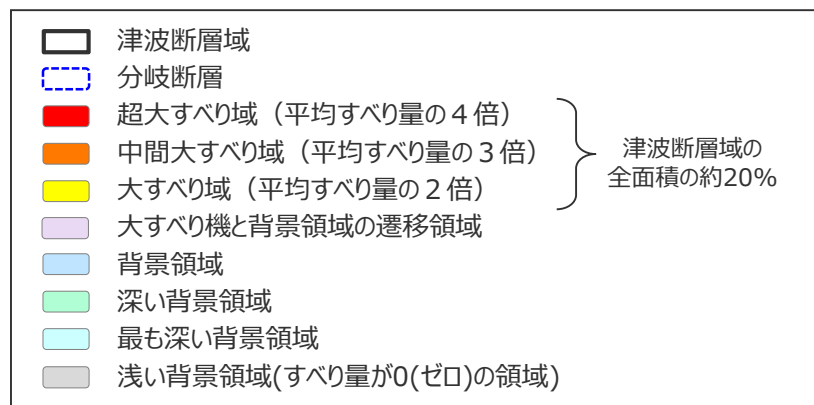 津波断層域
分岐断層
超大すべり域（平均すべり量の４倍）
中間大すべり域（平均すべり量の３倍）
大すべり域（平均すべり量の２倍）
津波断層域の
全面積の約20%
大すべり機と背景領域の遷移領域
背景領域
深い背景領域
最も深い背景領域
浅い背景領域(すべり量が0(ゼロ)の領域)